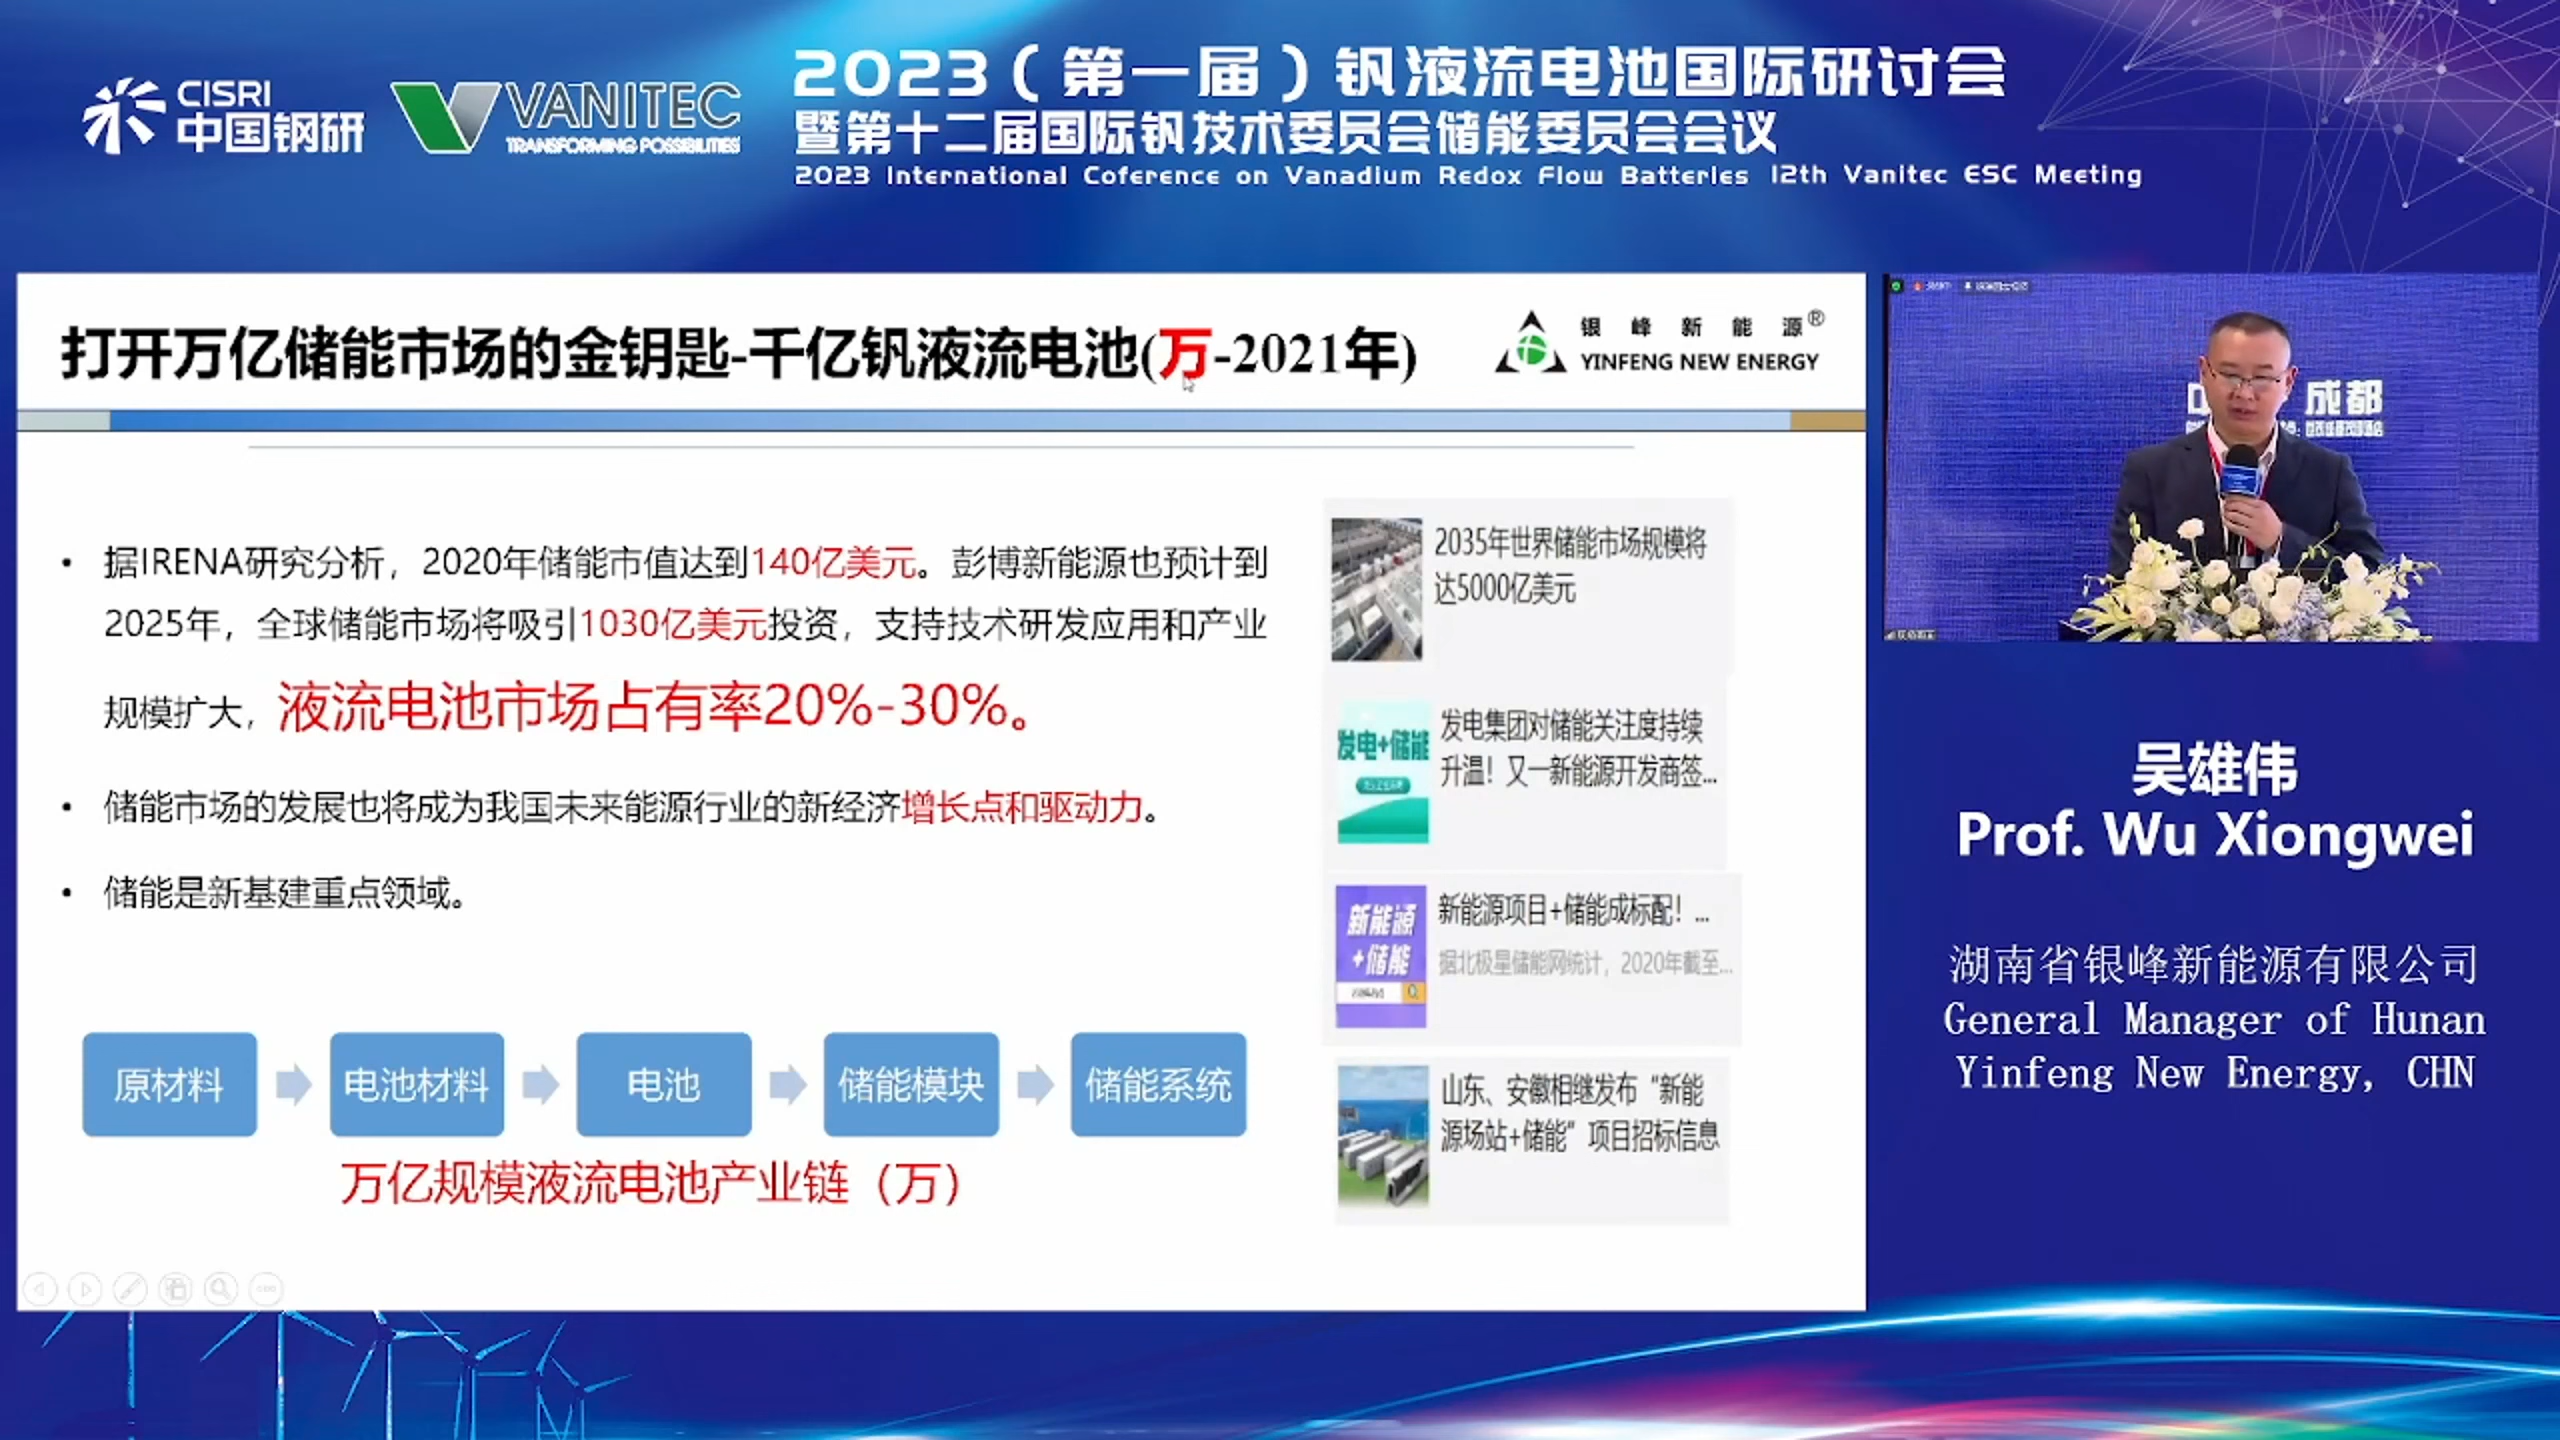 CISRI
中国钢研
VANITEC
TRANSFORMING POSSIBILITIES
2023（第一届）钒液流电池国际研讨会
暨第十二届国际钒技术委员会储能委员会会议
2023 International Coference on Vanadium Redox Flow Batteries 12th Vanitec ESC Meeting
打开万亿储能市场的金钥匙-千亿钒液流电池(万-2021年)
银峰新能源®
YINFENG NEW ENERGY
• 据IRENA研究分析，2020年储能市值达到140亿美元。彭博新能源也预计到
2025年，全球储能市场将吸引1030亿美元投资，支持技术研发应用和产业
规模扩大，液流电池市场占有率20%-30%。
• 储能市场的发展也将成为我国未来能源行业的新经济增长点和驱动力。
• 储能是新基建重点领域。
原材料
电池材料
电池
储能模块
储能系统
万亿规模液流电池产业链（万）
2035年世界储能市场规模将
达5000亿美元
发电+储能
发电集团对储能关注度持续
升温！又一新能源开发商签...
新能源
+储能
新能源项目+储能成标配！...
据北极星储能网统计，2020年截至...
山东、安徽相继发布“新能
源场站+储能”项目招标信息
成都
吴雄伟
Prof. Wu Xiongwei
湖南省银峰新能源有限公司
General Manager of Hunan
Yinfeng New Energy, CHN